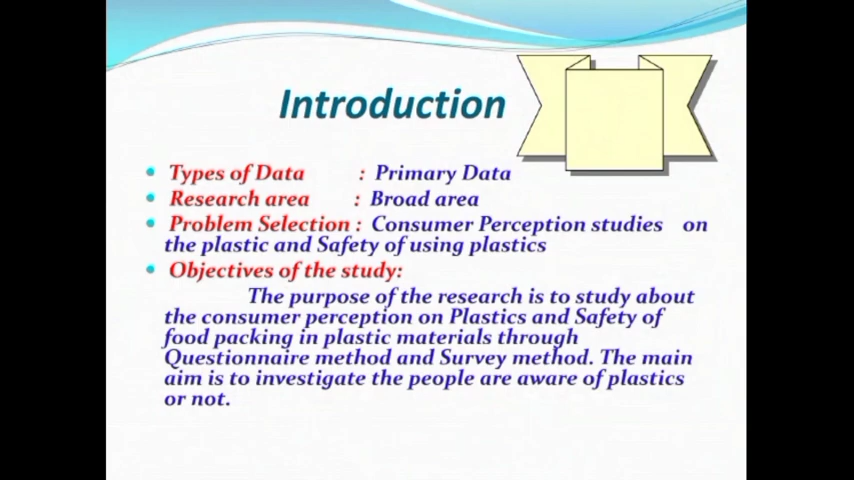 Introduction
Types of Data : Primary Data
Research area : Broad area
Problem Selection : Consumer Perception studies on
the plastic and Safety of using plastics
Objectives of the study:
The purpose of the research is to study about
the consumer perception on Plastics and Safety of
food packing in plastic materials through
Questionnaire method and Survey method. The main
aim is to investigate the people are aware of plastics
or not.